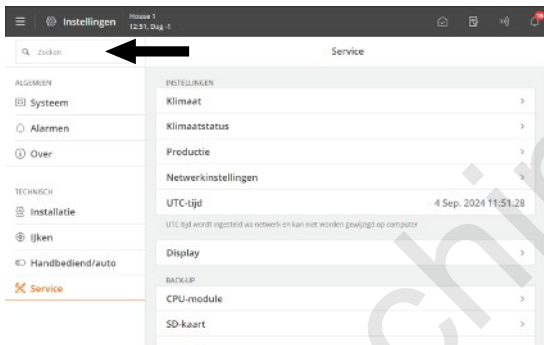 Instellingen
House 1
12:51, Dag -1
Zoeken
Service
ALGEMEEN
Systeem
Alarmen
Over
TECHNISCH
Installatie
Ijken
Handbediend/auto
Service
INSTELLINGEN
Klimaat
Klimaatstatus
Productie
Netwerkinstellingen
UTC-tijd 4 Sep. 2024 11:51:28
UTC tijd wordt ingesteld via netwerk en kan niet worden gewijzigd op computer
Display
BACK-UP
CPU-module
SD-kaart